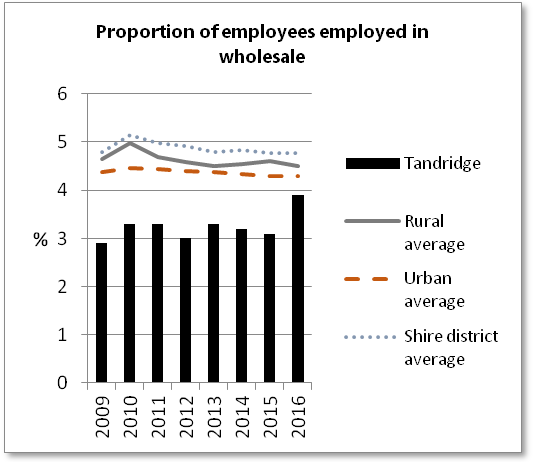 Proportion of employees employed in
wholesale
6
5
4
3
2
1
0
%
2009
2010
2011
2012
2013
2014
2015
2016
Tandridge
Rural
average
Urban
average
Shire district
average